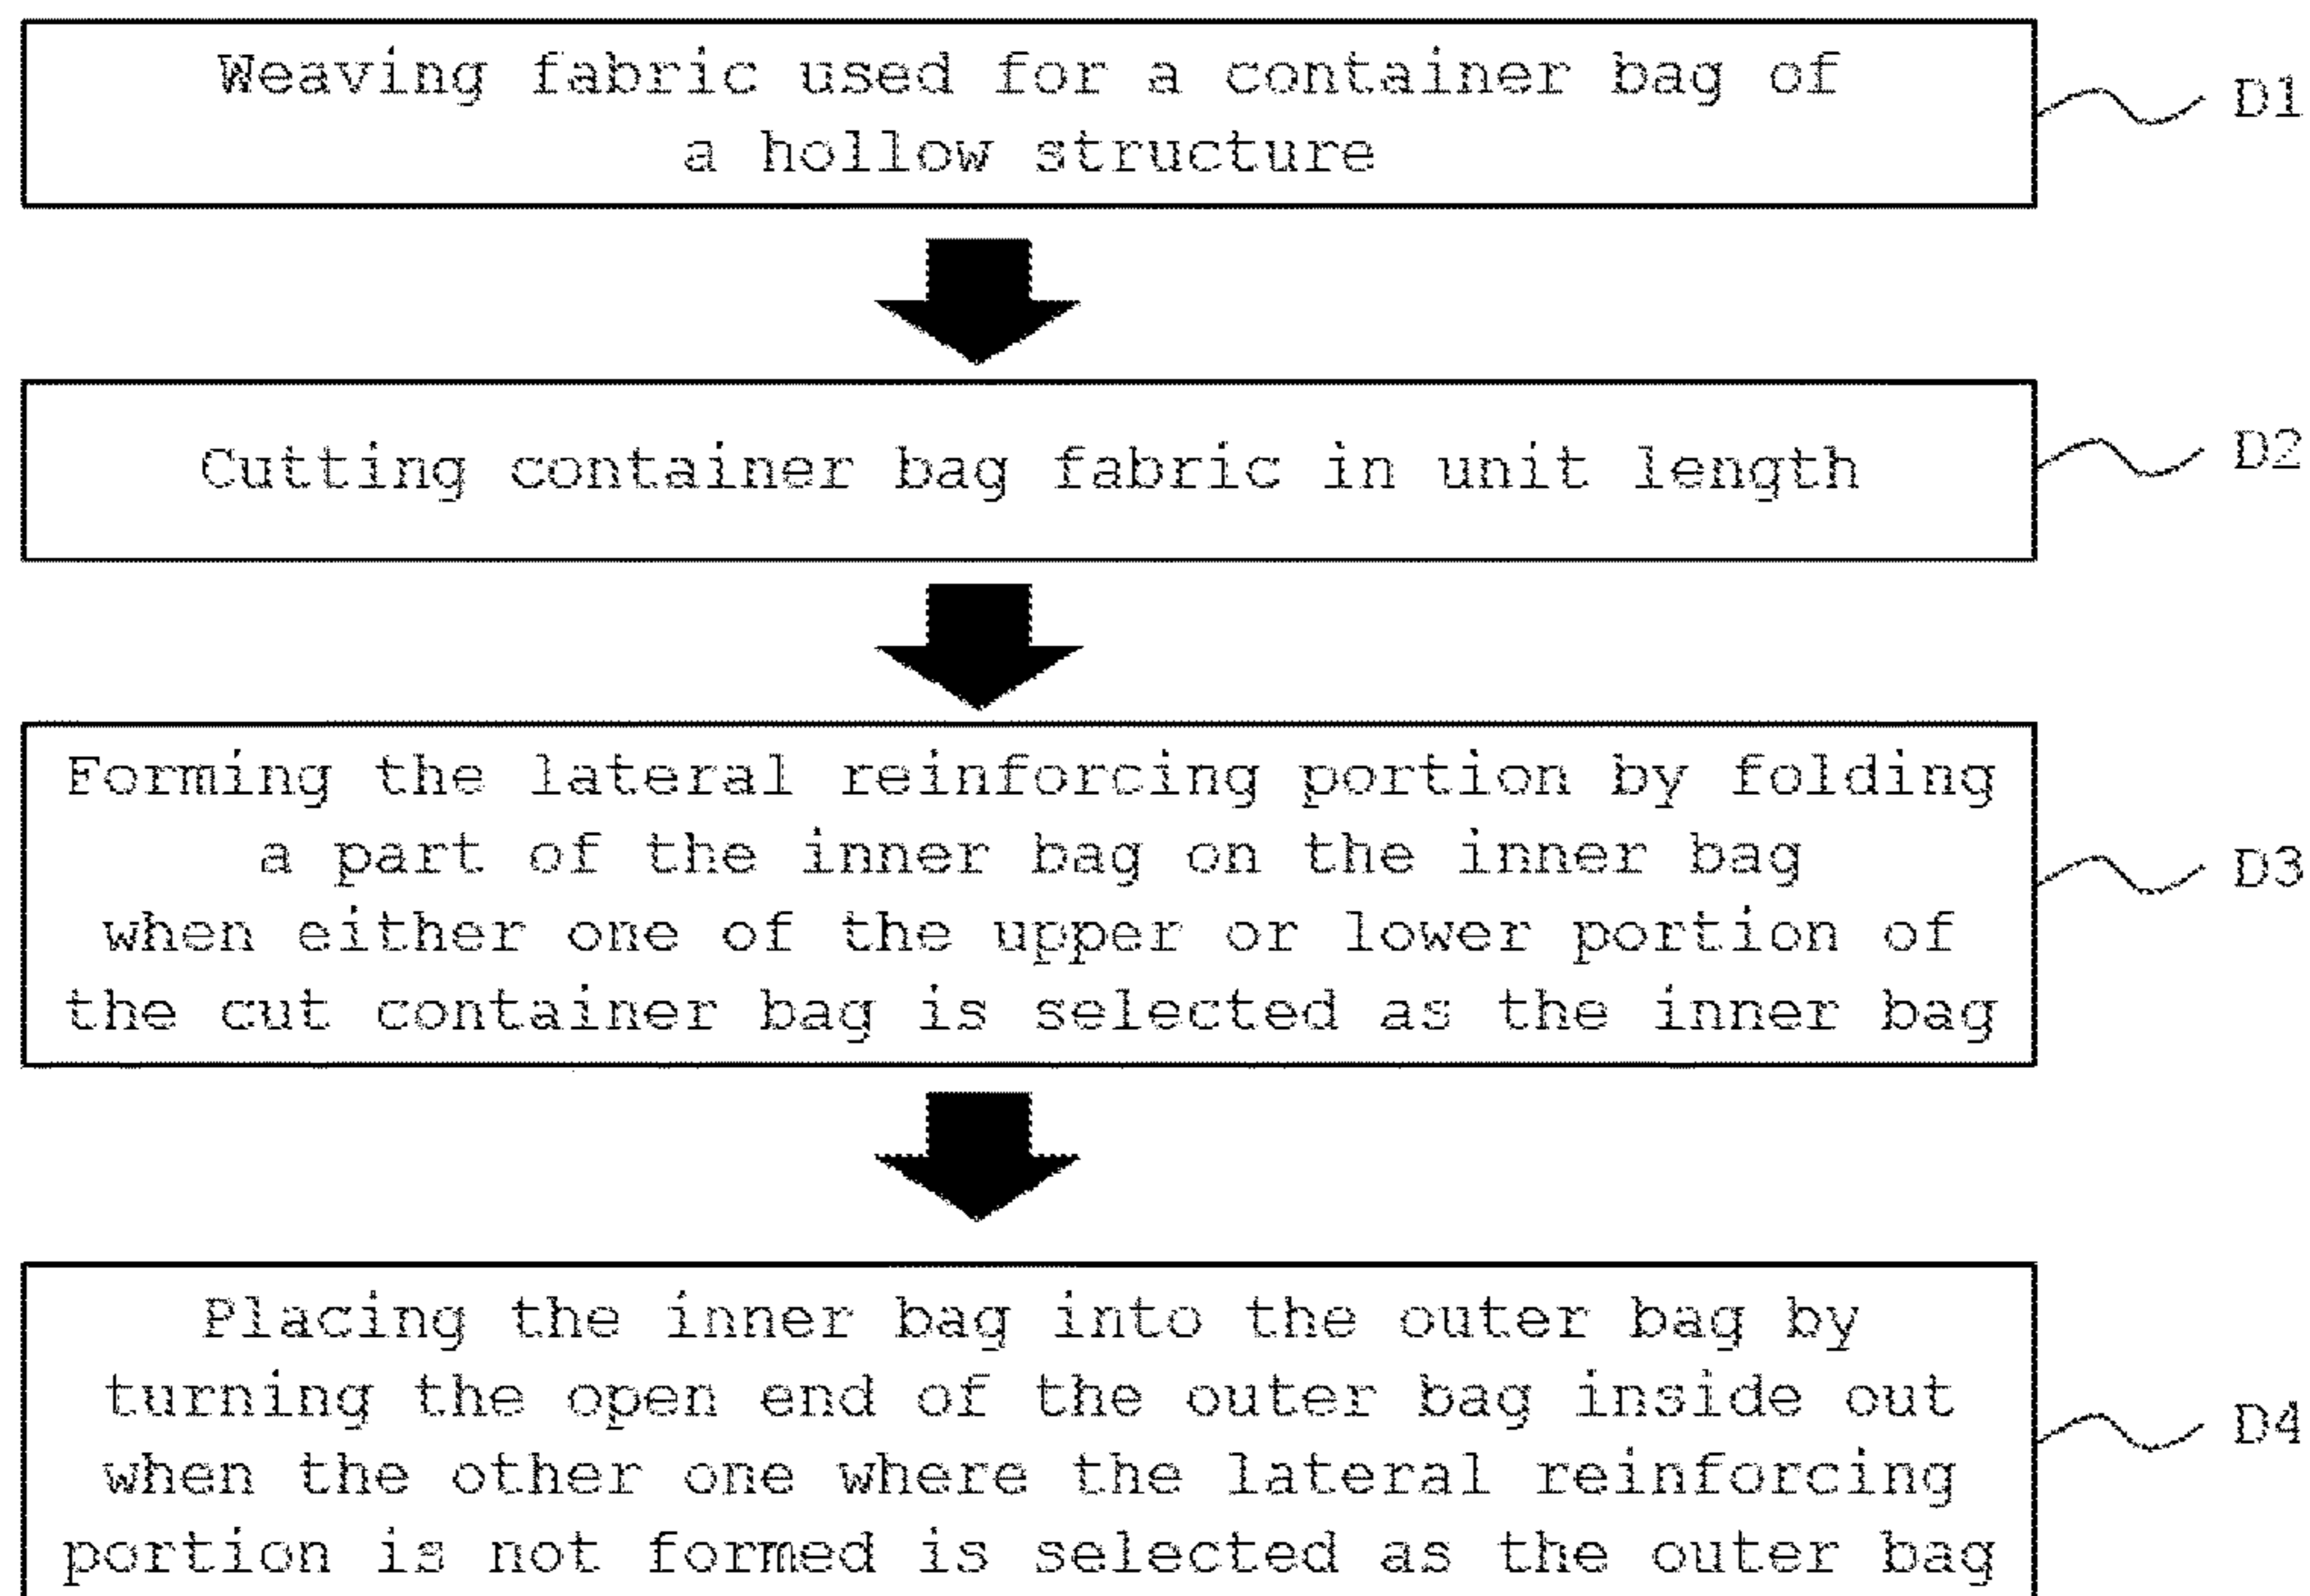 Weaving fabric used for a container bag of
a hollow structure
D1
Cutting container bag fabric in unit length
D2
Forming the lateral reinforcing portion by folding
a part of the inner bag on the inner bag
when either one of the upper or lower portion of
the cut container bag is selected as the inner bag
D3
Placing the inner bag into the outer bag by
turning the open end of the outer bag inside out
when the other one where the lateral reinforcing
portion is not formed is selected as the outer bag
D4